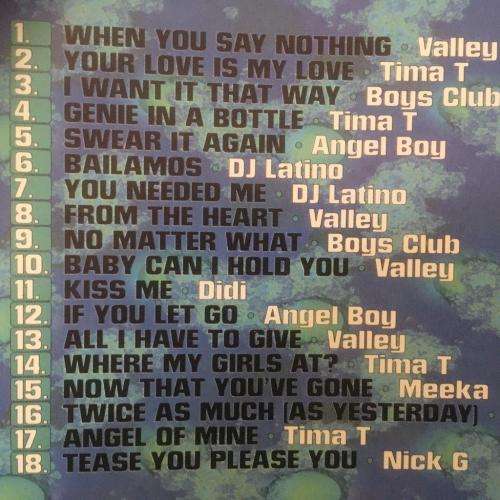 1. WHEN YOU SAY NOTHING • Valley
2. YOUR LOVE IS MY LOVE • Tima T
3. I WANT IT THAT WAY • Boys Club
4. GENIE IN A BOTTLE • Tima T
5. SWEAR IT AGAIN • Angel Boy
6. BAILAMOS • DJ Latino
7. YOU NEEDED ME • DJ Latino
8. FROM THE HEART • Valley
9. NO MATTER WHAT • Boys Club
10. BABY CAN I HOLD YOU • Valley
11. KISS ME • Didi
12. IF YOU LET GO • Angel Boy
13. ALL I HAVE TO GIVE • Valley
14. WHERE MY GIRLS AT? • Tima T
15. NOW THAT YOU'VE GONE • Meeka
16. TWICE AS MUCH (AS YESTERDAY) •
17. ANGEL OF MINE • Tima T
18. TEASE YOU PLEASE YOU • Nick G